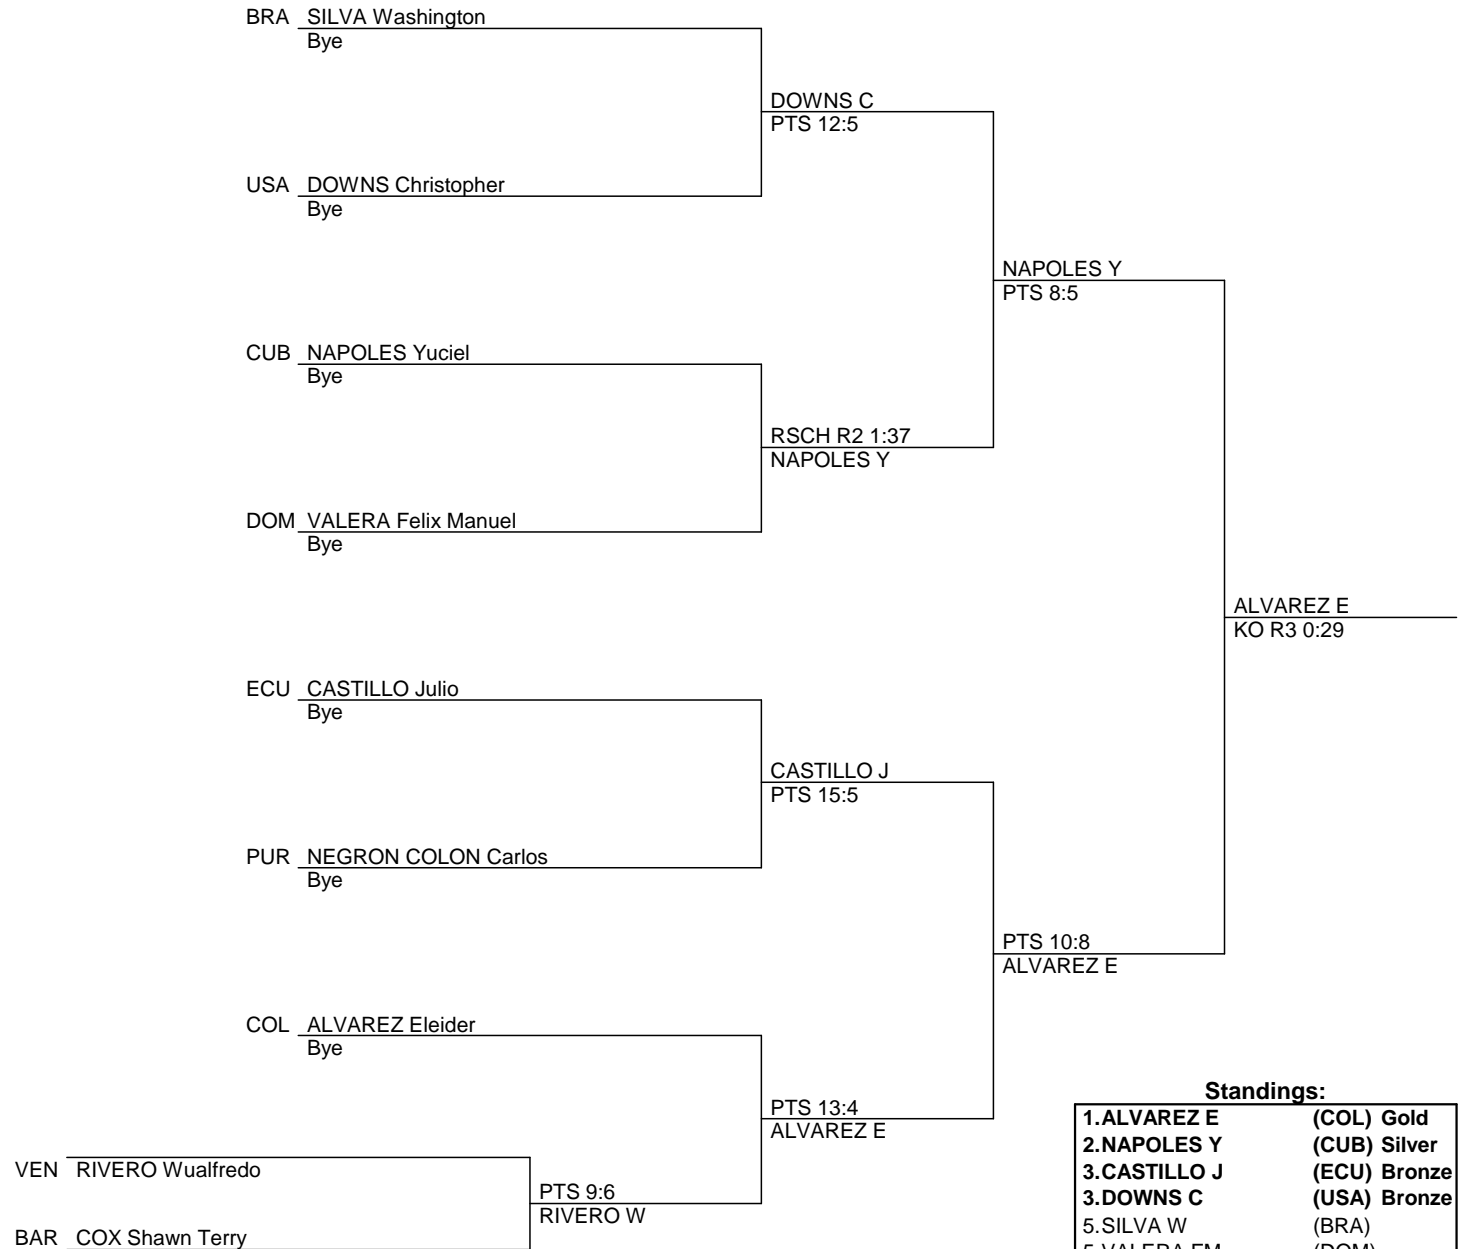 BRA SILVA Washington
Bye
DOWNS C
PTS 12:5
USA DOWNS Christopher
Bye
NAPOLES Y
PTS 8:5
CUB NAPOLES Yuciel
Bye
RSCH R2 1:37
NAPOLES Y
DOM VALERA Felix Manuel
Bye
ALVAREZ E
KO R3 0:29
ECU CASTILLO Julio
Bye
CASTILLO J
PTS 15:5
PUR NEGRON COLON Carlos
Bye
PTS 10:8
ALVAREZ E
COL ALVAREZ Eleider
Bye
PTS 13:4
ALVAREZ E
VEN RIVERO Wualfredo
PTS 9:6
RIVERO W
BAR COX Shawn Terry
Standings:
1.ALVAREZ E (COL) Gold
2.NAPOLES Y (CUB) Silver
3.CASTILLO J (ECU) Bronze
3.DOWNS C (USA) Bronze
5.SILVA W (BRA)
5.VALERA FM (DOM)